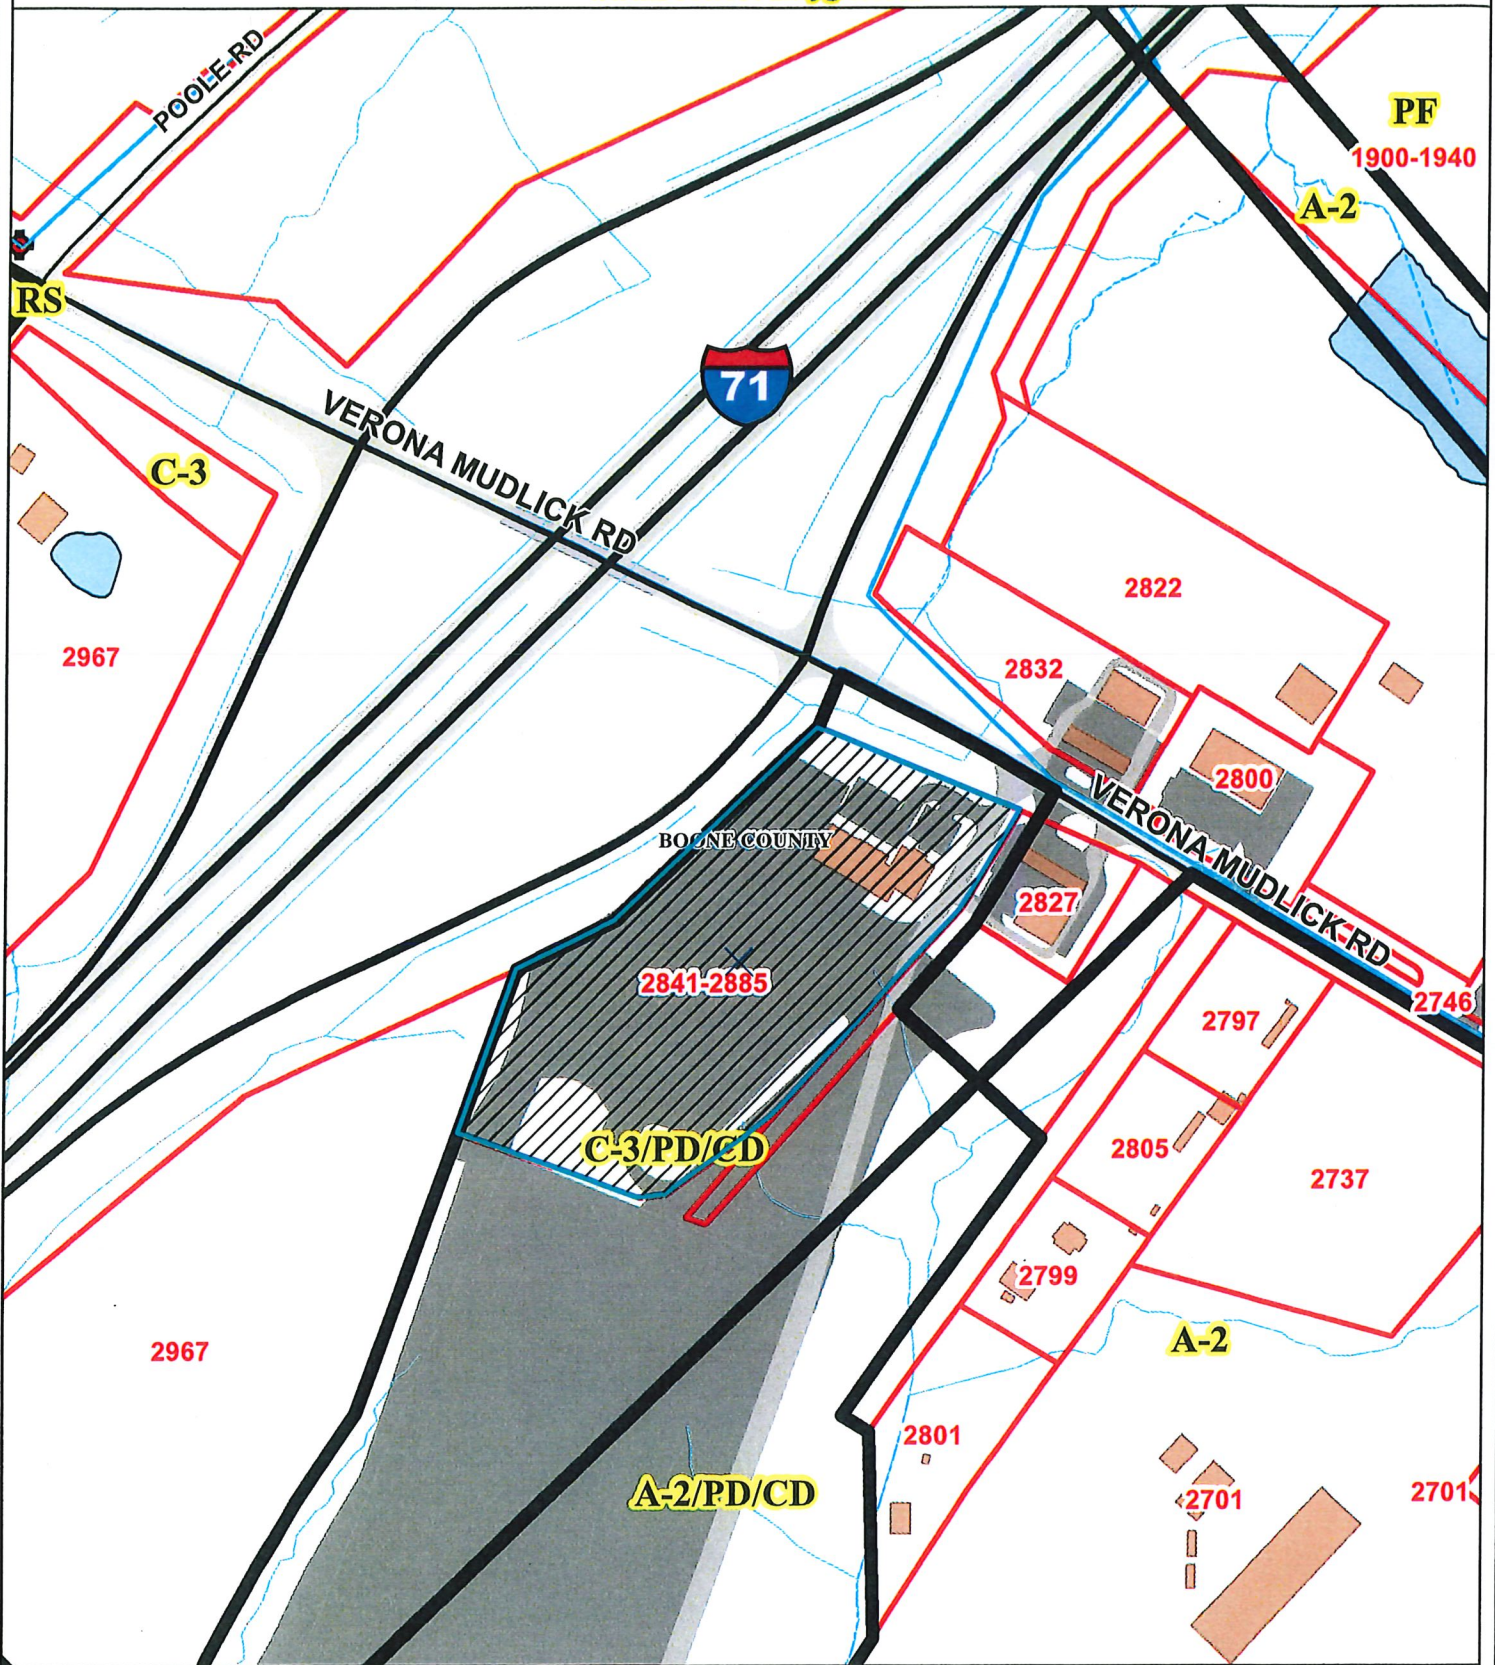 POOLE RD
PF
1900-1940
A-2
RS
71
VERONA MUDLICK RD
C-3
2822
2967
2832
2800
VERONA MUDLICK RD
BOONE COUNTY
2827
2841-2885
2746
2797
C-3/PD/CD
2805
2737
2799
A-2
2967
2801
A-2/PD/CD
2701
2701